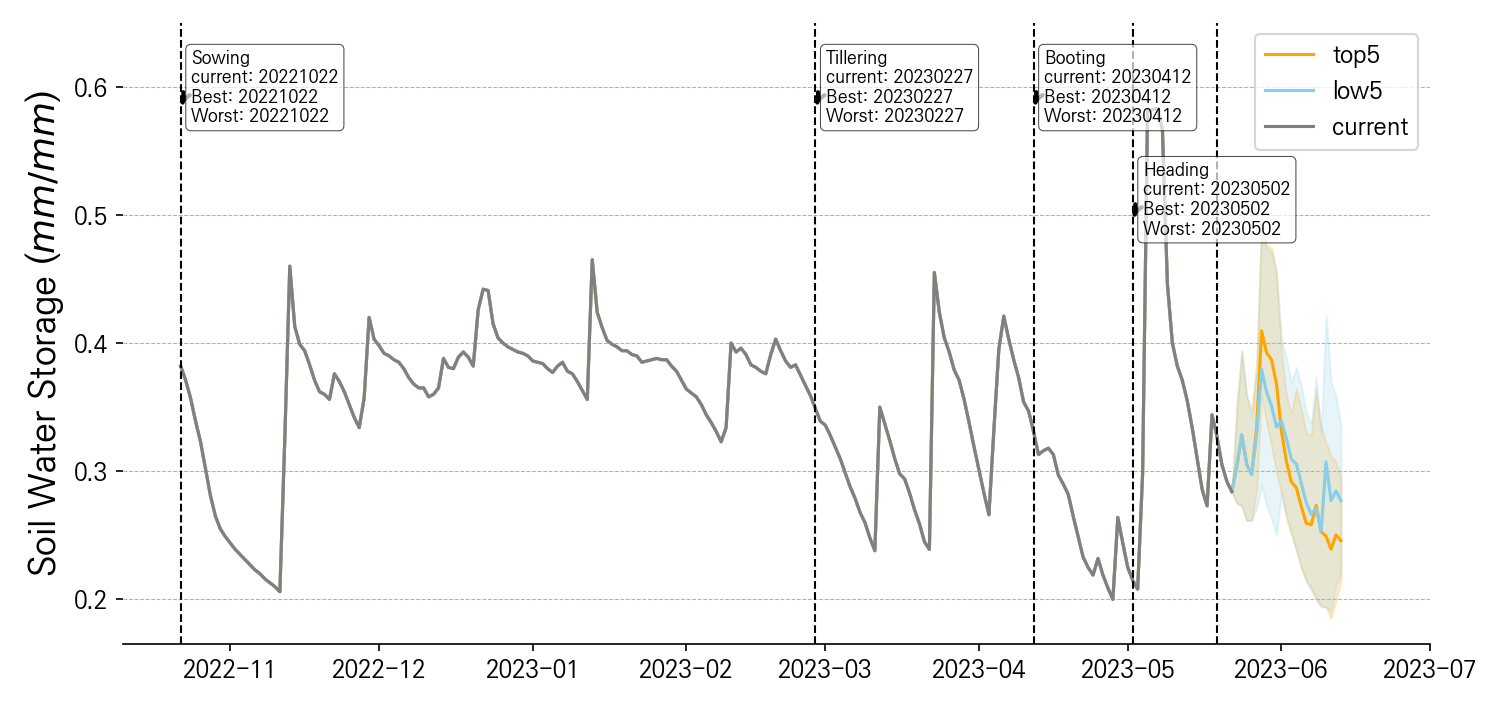 Sowing
current: 20221022
Best: 20221022
Worst: 20221022
Tillering
current: 20230227
Best: 20230227
Worst: 20230227
Booting
current: 20230412
Best: 20230412
Worst: 20230412
Heading
current: 20230502
Best: 20230502
Worst: 20230502
top5
low5
current
Soil Water Storage (mm/mm)
0.6
0.5
0.4
0.3
0.2
2022−11
2022−12
2023−01
2023−02
2023−03
2023−04
2023−05
2023−06
2023−07